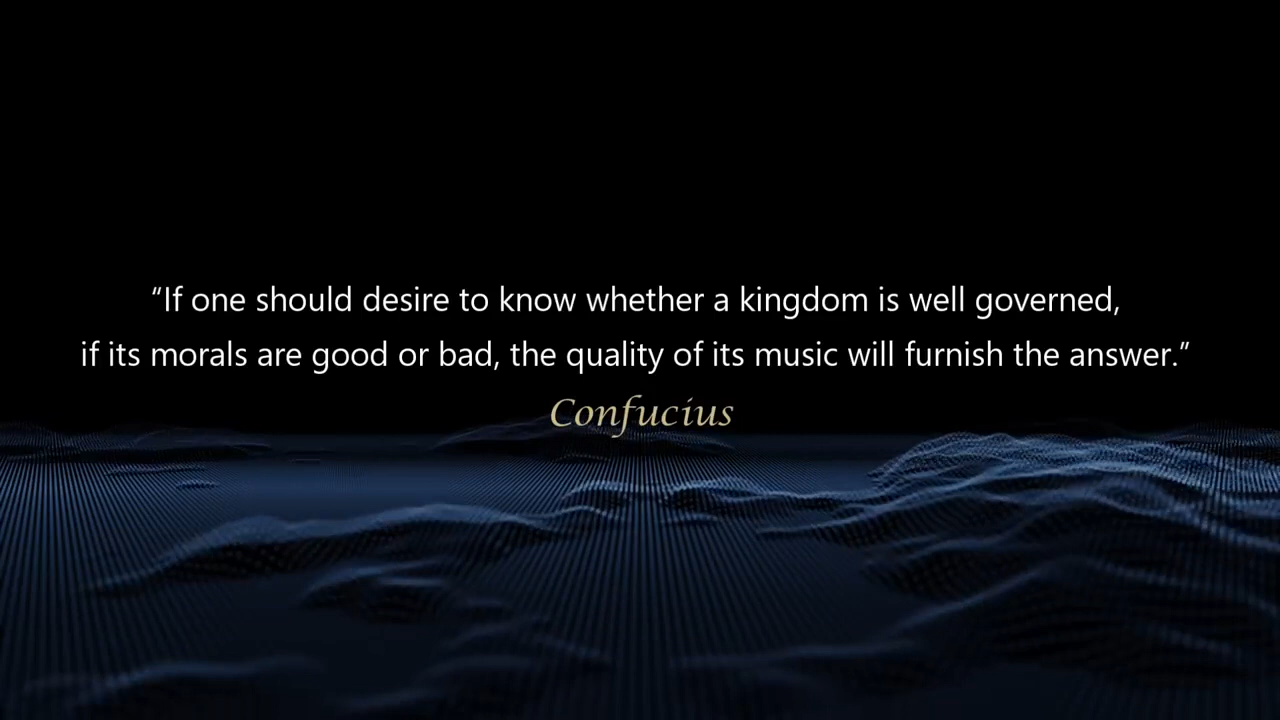 “If one should desire to know whether a kingdom is well governed,
if its morals are good or bad, the quality of its music will furnish the answer.”
Confucius